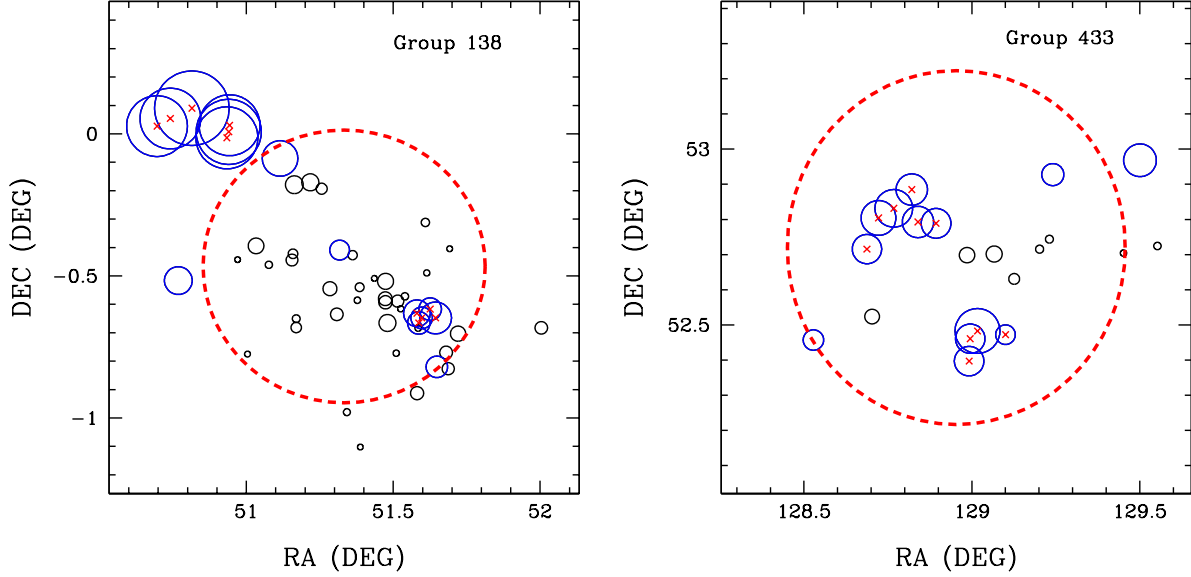 Group 138
0
−0.5
−1
DEC (DEG)
51
51.5
52
RA (DEG)
Group 433
53
52.5
DEC (DEG)
128.5
129
129.5
RA (DEG)